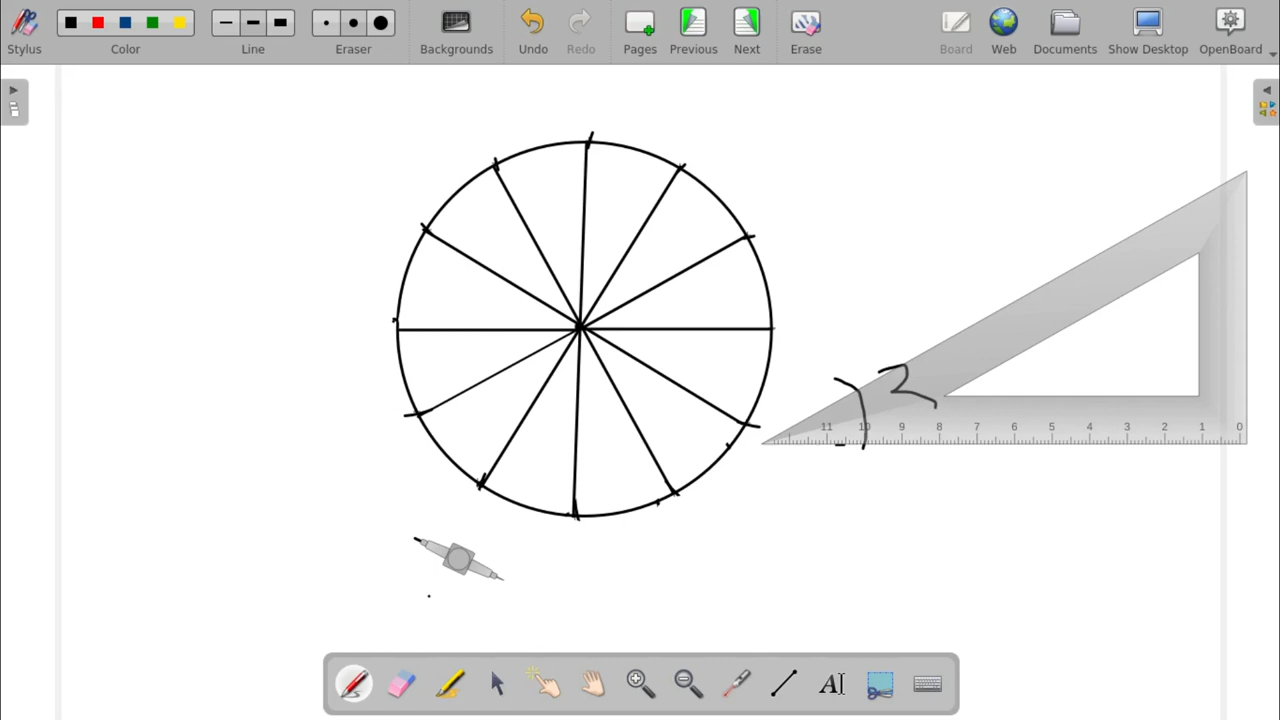 Stylus Color Line Eraser Backgrounds Undo Redo Pages Previous Next Erase Board Web Documents Show Desktop OpenBoard
12
11 10 9 8 7 6 5 4 3 2 1 0